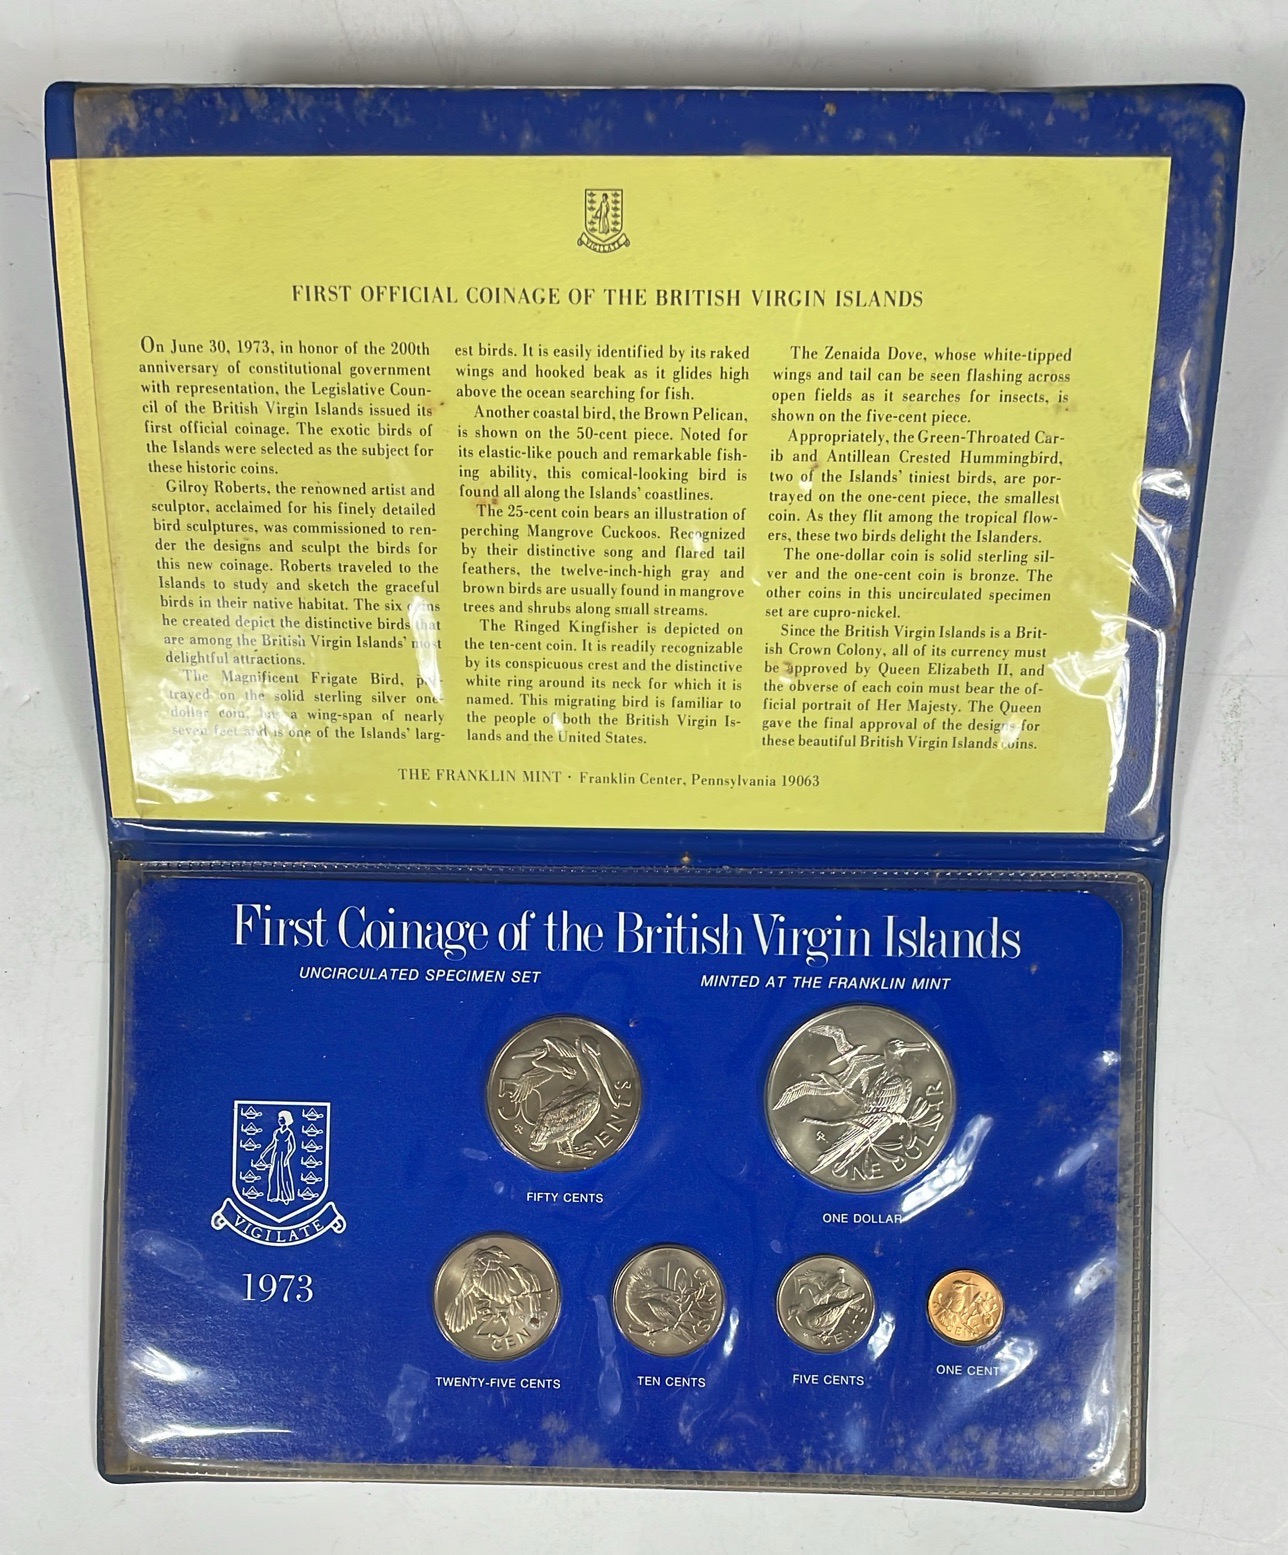 VIGILATE
FIRST OFFICIAL COINAGE OF THE BRITISH VIRGIN ISLANDS
On June 30, 1973, in honor of the 200th
anniversary of constitutional government
with representation, the Legislative Coun-
cil of the British Virgin Islands issued its
first official coinage. The exotic birds of
the Islands were selected as the subject for
these historic coins.
Gilroy Roberts, the renowned artist and
sculptor, acclaimed for his finely detailed
bird sculptures, was commissioned to ren-
der the designs and sculpt the birds for
this new coinage. Roberts traveled to the
Islands to study and sketch the graceful
birds in their native habitat. The six coins
he created depict the distinctive birds that
are among the British Virgin Islands' most
delightful attractions.
The Magnificent Frigate Bird, por-
trayed on the solid sterling silver one-
dollar coin, has a wing-span of nearly
seven feet and is one of the Islands' larg-
est birds. It is easily identified by its raked
wings and hooked beak as it glides high
above the ocean searching for fish.
Another coastal bird, the Brown Pelican,
is shown on the 50-cent piece. Noted for
its elastic-like pouch and remarkable fish-
ing ability, this comical-looking bird is
found all along the Islands' coastlines.
The 25-cent coin bears an illustration of
perching Mangrove Cuckoos. Recognized
by their distinctive song and flared tail
feathers, the twelve-inch-high gray and
brown birds are usually found in mangrove
trees and shrubs along small streams.
The Ringed Kingfisher is depicted on
the ten-cent coin. It is readily recognizable
by its conspicuous crest and the distinctive
white ring around its neck for which it is
named. This migrating bird is familiar to
the people of both the British Virgin Is-
lands and the United States.
The Zenaida Dove, whose white-tipped
wings and tail can be seen flashing across
open fields as it searches for insects, is
shown on the five-cent piece.
Appropriately, the Green-Throated Car-
ib and Antillean Crested Hummingbird,
two of the Islands' tiniest birds, are por-
trayed on the one-cent piece, the smallest
coin. As they flit among the tropical flow-
ers, these two birds delight the Islanders.
The one-dollar coin is solid sterling sil-
ver and the one-cent coin is bronze. The
other coins in this uncirculated specimen
set are cupro-nickel.
Since the British Virgin Islands is a Brit-
ish Crown Colony, all of its currency must
be approved by Queen Elizabeth II, and
the obverse of each coin must bear the of-
ficial portrait of Her Majesty. The Queen
gave the final approval of the designs for
these beautiful British Virgin Islands coins.
THE FRANKLIN MINT · Franklin Center, Pennsylvania 19063
First Coinage of the British Virgin Islands
UNCIRCULATED SPECIMEN SET
MINTED AT THE FRANKLIN MINT
50 CENTS
ONE DOLLAR
FIFTY CENTS
ONE DOLLAR
VIGILATE
1973
25 CENTS
10 CENTS
5 CENTS
1 CENT
TWENTY-FIVE CENTS
TEN CENTS
FIVE CENTS
ONE CENT